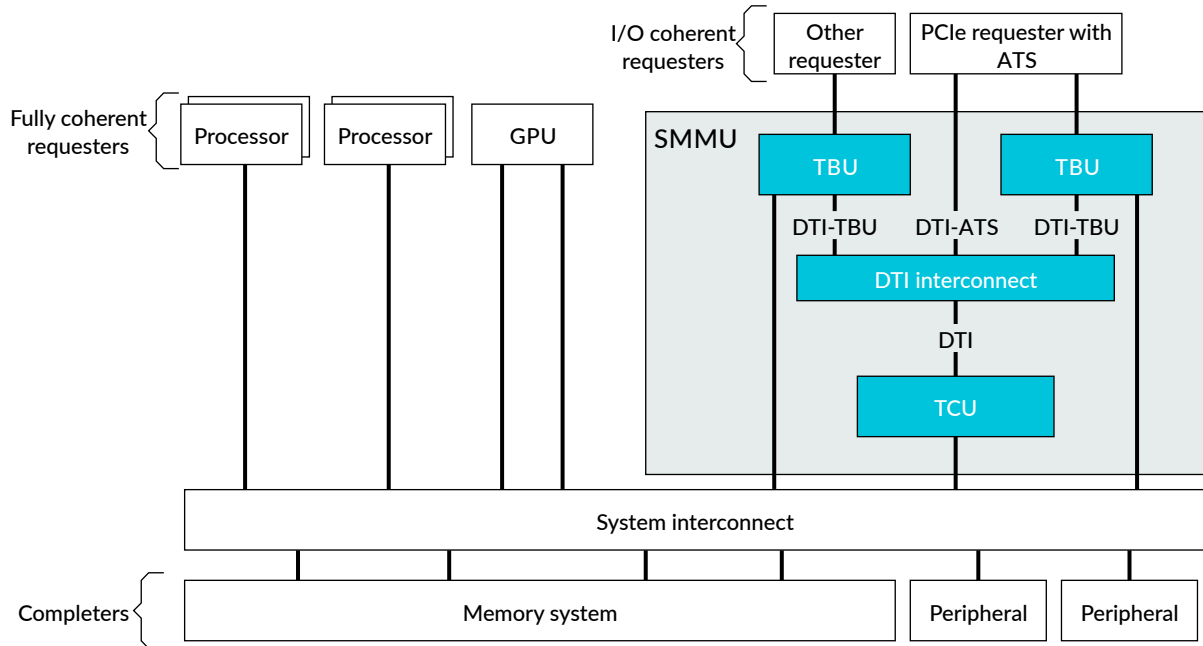 I/O coherent
requesters
Other
requester
PCIe requester with
ATS
Fully coherent
requesters
Processor
Processor
GPU
SMMU
TBU
TBU
DTI-TBU
DTI-ATS
DTI-TBU
DTI interconnect
DTI
TCU
System interconnect
Completers
Memory system
Peripheral
Peripheral